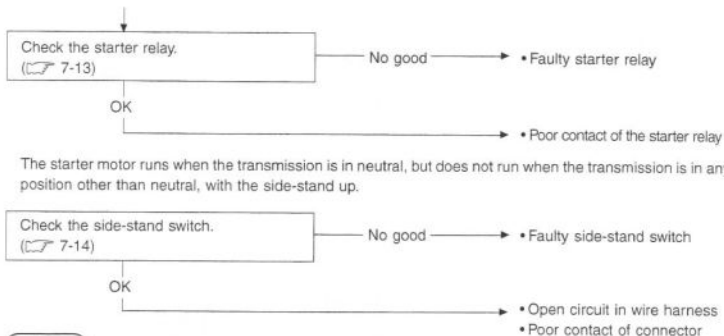 Check the starter relay.
(☞ 7-13)
No good
• Faulty starter relay
OK
• Poor contact of the starter relay
The starter motor runs when the transmission is in neutral, but does not run when the transmission is in an
position other than neutral, with the side-stand up.
Check the side-stand switch.
(☞ 7-14)
No good
• Faulty side-stand switch
OK
• Open circuit in wire harness
• Poor contact of connector